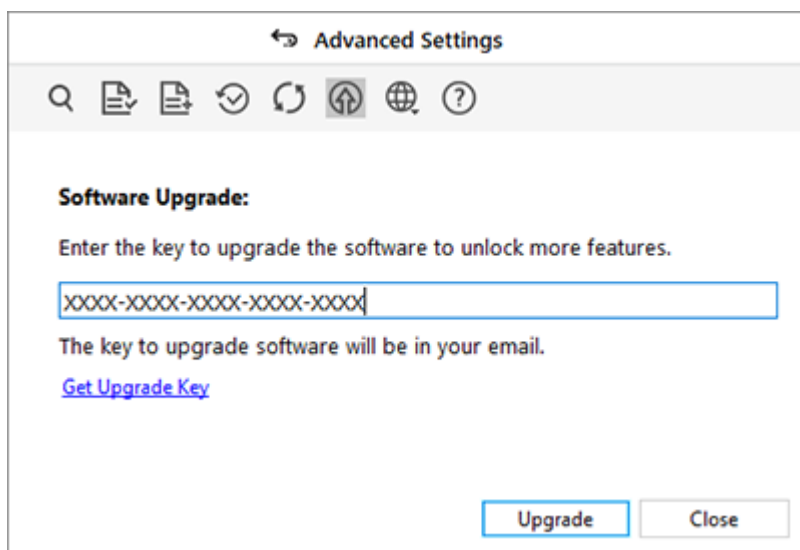 Advanced Settings
Software Upgrade:
Enter the key to upgrade the software to unlock more features.
XXXX-XXXX-XXXX-XXXX-XXXX
The key to upgrade software will be in your email.
Get Upgrade Key
Upgrade Close